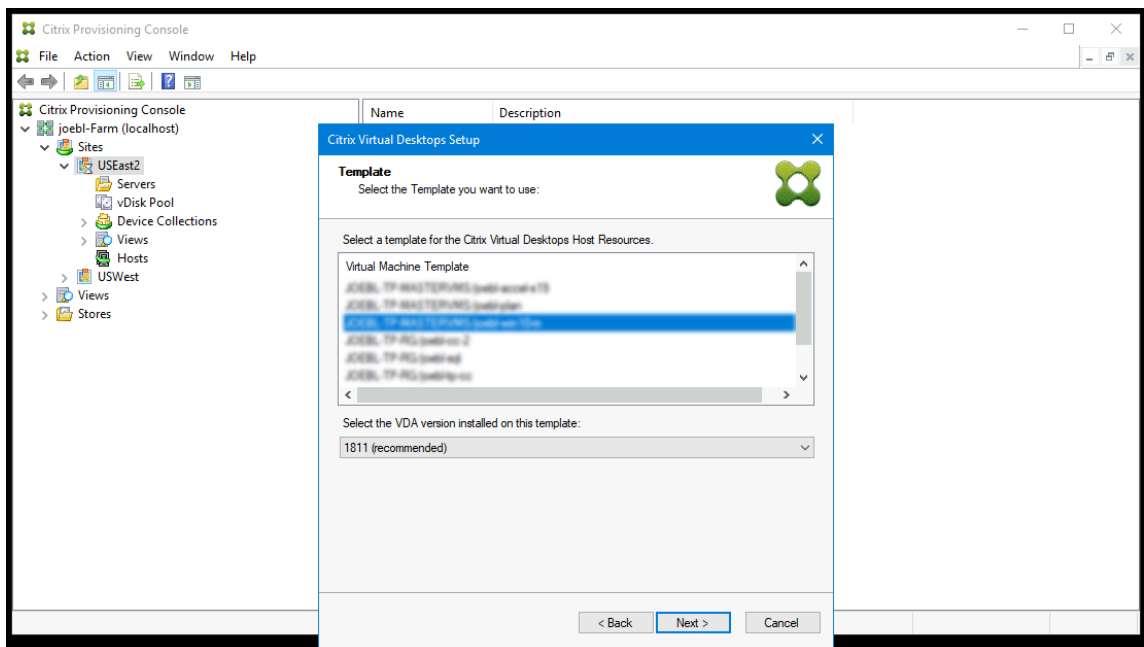 Citrix Provisioning Console
File Action View Window Help
Citrix Provisioning Console
joebl-Farm (localhost)
Sites
USEast2
Servers
vDisk Pool
Device Collections
Views
Hosts
USWest
Views
Stores
Name Description
Citrix Virtual Desktops Setup
Template
Select the Template you want to use:
Select a template for the Citrix Virtual Desktops Host Resources.
Virtual Machine Template
Select the VDA version installed on this template:
1811 (recommended)
< Back Next > Cancel